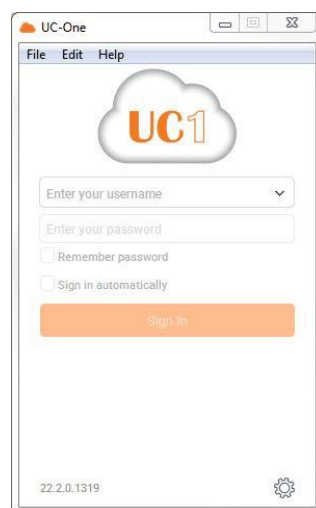 UC-One
File Edit Help
UC1
Enter your username
Enter your password
Remember password
Sign in automatically
Sign In
22.2.0.1319